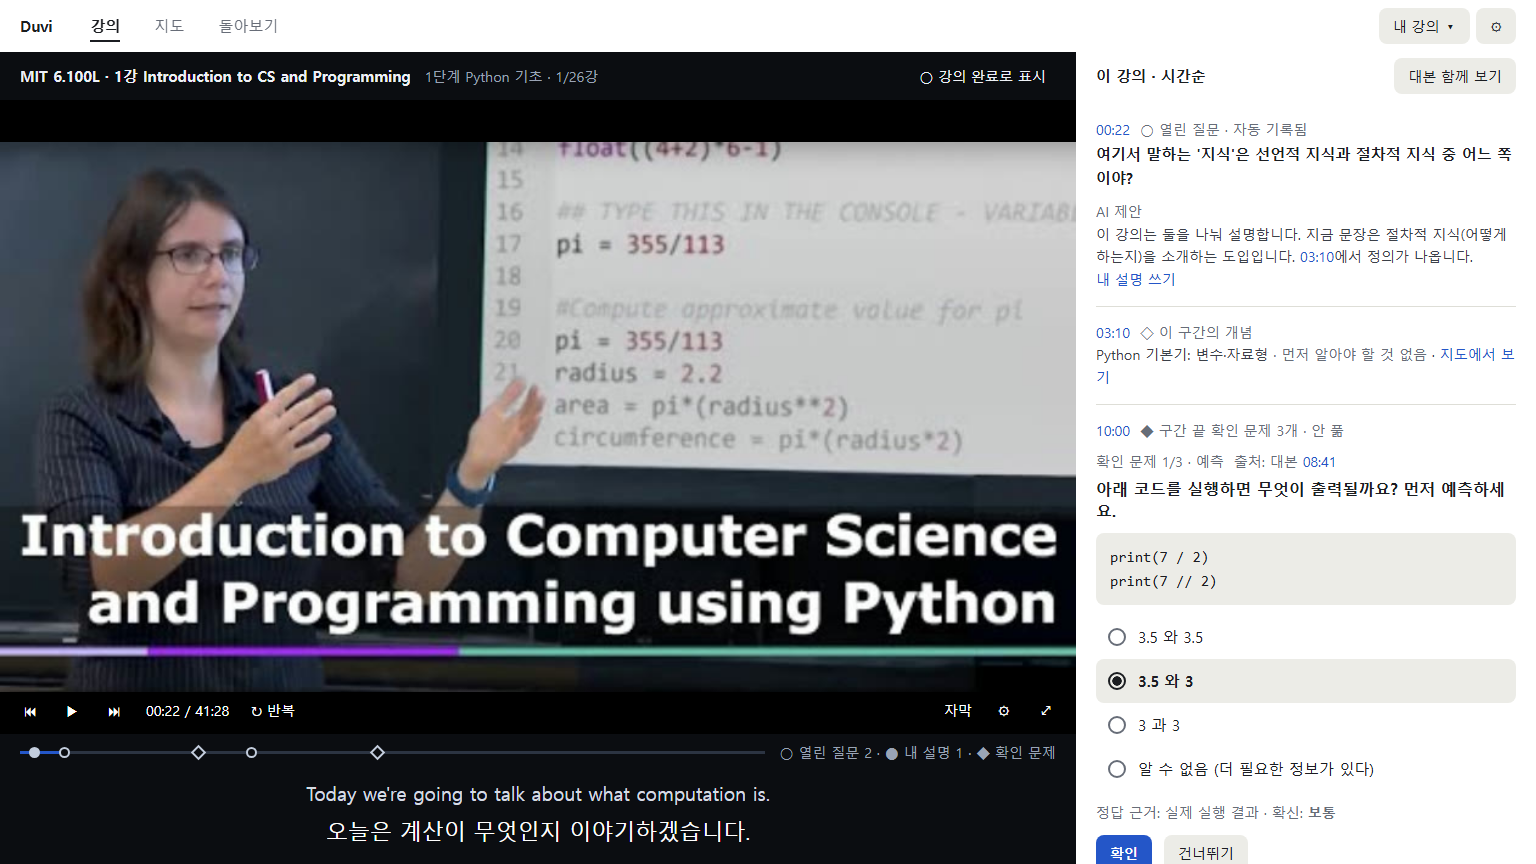 Duvi 강의 지도 돌아보기 내 강의 ▾ ⚙
MIT 6.100L · 1강 Introduction to CS and Programming 1단계 Python 기초 · 1/26강 ○ 강의 완료로 표시
14 float((4+2)*6-1)
15
16 ## TYPE THIS IN THE CONSOLE - VARIABL
17 pi = 355/113
18
19 #Compute approximate value for pi
20 pi = 355/113
21 radius = 2.2
area = pi*(radius**2)
circumference = pi*(radius*2)
Introduction to Computer Science
and Programming using Python
00:22 / 41:28 ↻ 반복 자막 ⚙
○ 열린 질문 2 · ● 내 설명 1 · ◆ 확인 문제
Today we're going to talk about what computation is.
오늘은 계산이 무엇인지 이야기하겠습니다.
이 강의 · 시간순 대본 함께 보기
00:22 ○ 열린 질문 · 자동 기록됨
여기서 말하는 '지식'은 선언적 지식과 절차적 지식 중 어느 쪽
이야?
AI 제안
이 강의는 둘을 나눠 설명합니다. 지금 문장은 절차적 지식(어떻게
하는지)을 소개하는 도입입니다. 03:10에서 정의가 나옵니다.
내 설명 쓰기
03:10 ◇ 이 구간의 개념
Python 기본기: 변수·자료형 · 먼저 알아야 할 것 없음 · 지도에서 보
기
10:00 ◆ 구간 끝 확인 문제 3개 · 안 풂
확인 문제 1/3 · 예측 출처: 대본 08:41
아래 코드를 실행하면 무엇이 출력될까요? 먼저 예측하세
요.
print(7 / 2)
print(7 // 2)
3.5 와 3.5
3.5 와 3
3 과 3
알 수 없음 (더 필요한 정보가 있다)
정답 근거: 실제 실행 결과 · 확신: 보통
확인 건너뛰기